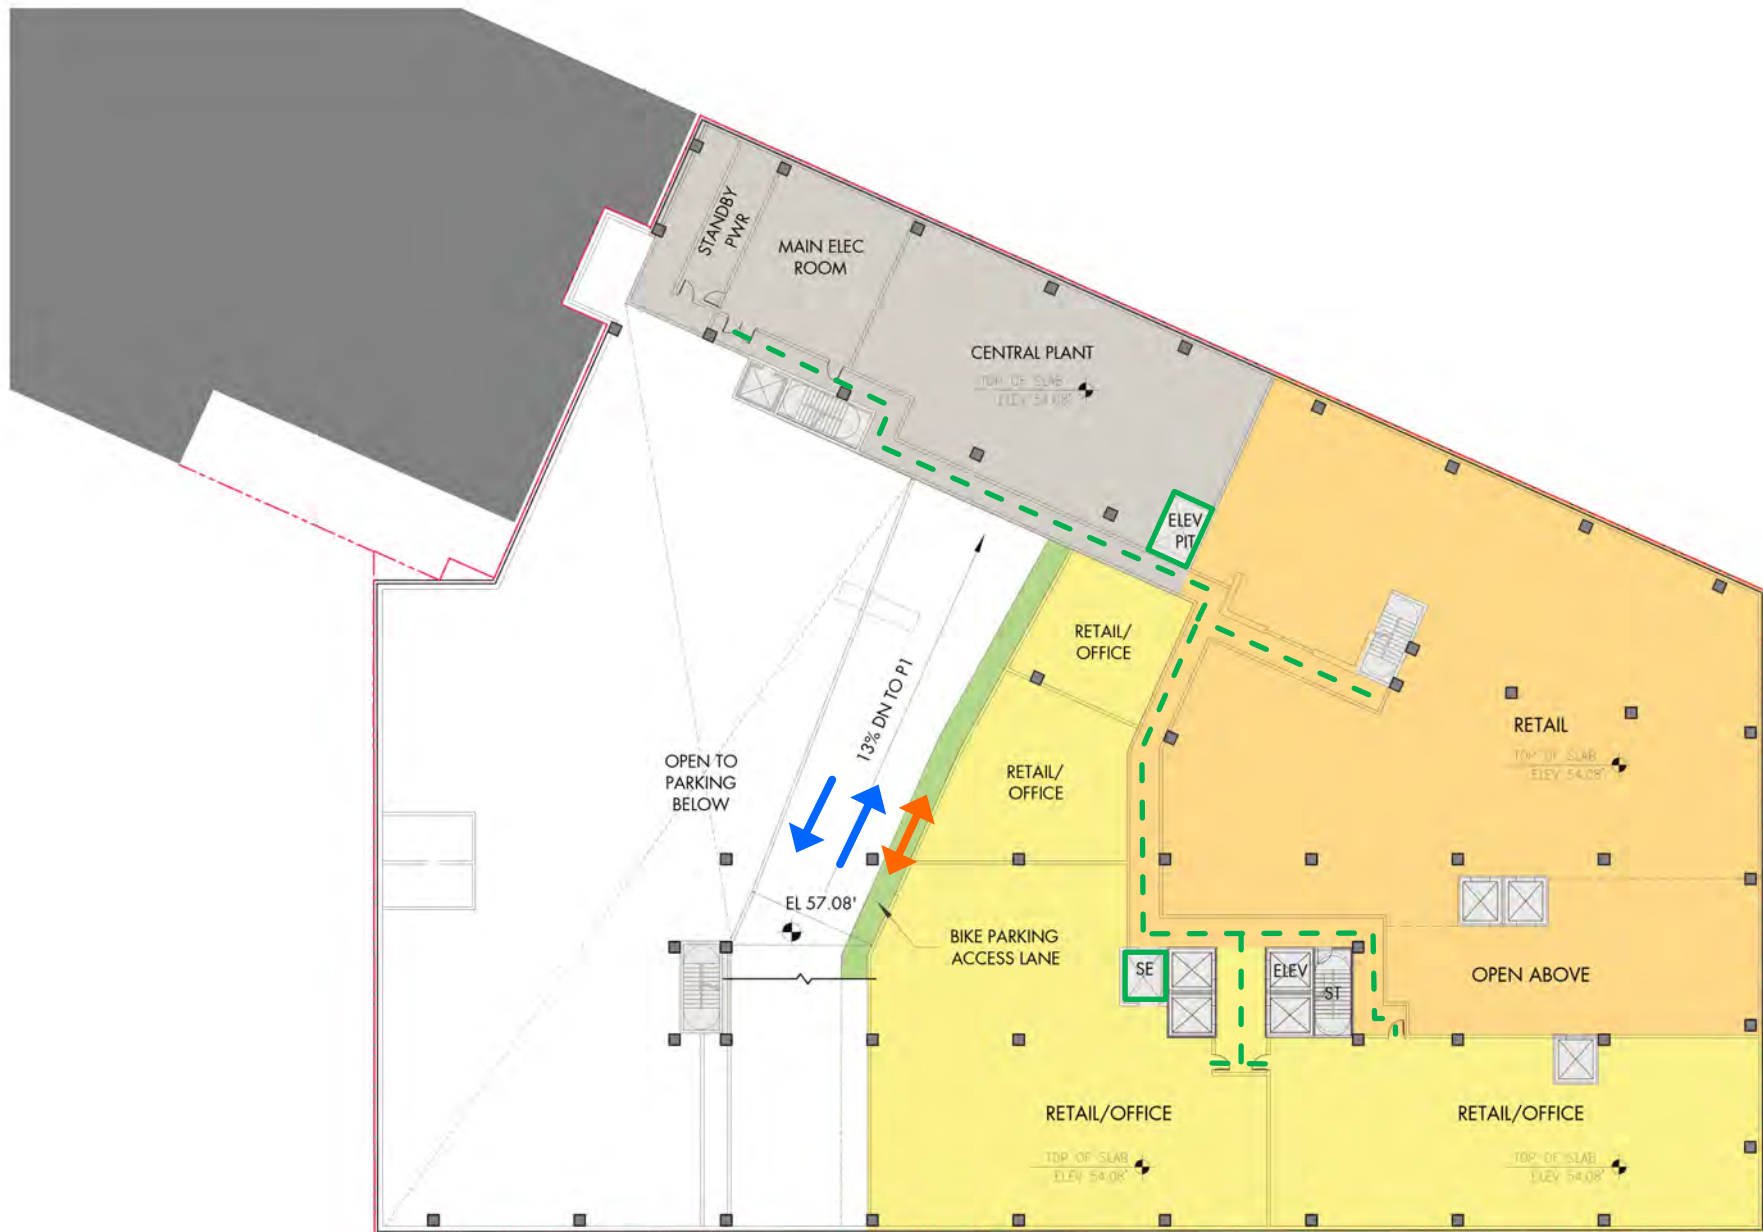 STANDBY
PWR
MAIN ELEC
ROOM
CENTRAL PLANT
TOP OF SLAB
ELEV 54.08'
ELEV
PIT
RETAIL/
OFFICE
13% DN TO P1
RETAIL
TOP OF SLAB
ELEV 54.08'
OPEN TO
PARKING
BELOW
RETAIL/
OFFICE
EL 57.08'
BIKE PARKING
ACCESS LANE
SE
ELEV
ST
OPEN ABOVE
RETAIL/OFFICE
TOP OF SLAB
ELEV 54.08'
RETAIL/OFFICE
TOP OF SLAB
ELEV 54.08'